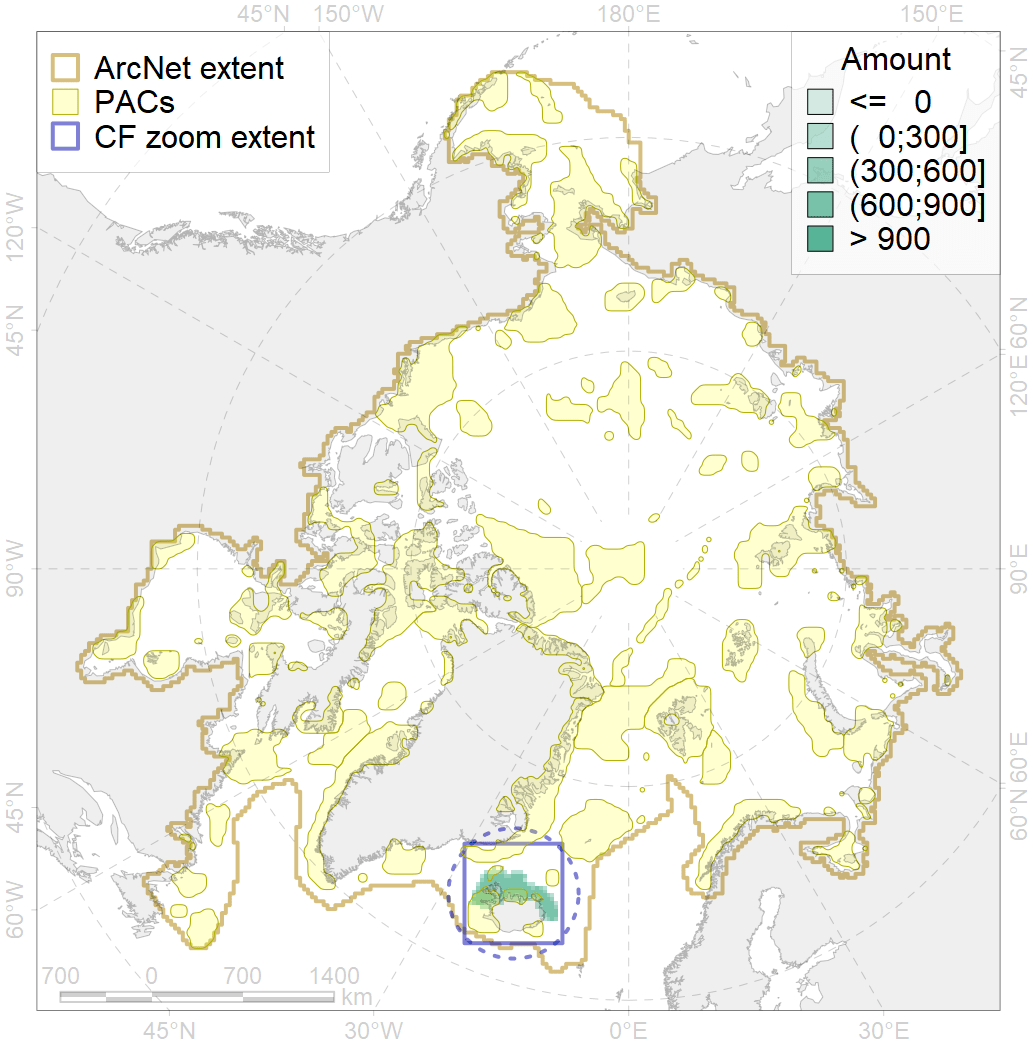 45°N 150°W 180°E 150°E
ArcNet extent
PACs
CF zoom extent
Amount
<= 0
( 0;300]
(300;600]
(600;900]
> 900
45°N
120°W
45°N
90°W
45°N
60°W
60°N
120°E
90°E
60°N
700 0 700 1400
km
45°N 30°W 0°E 30°E